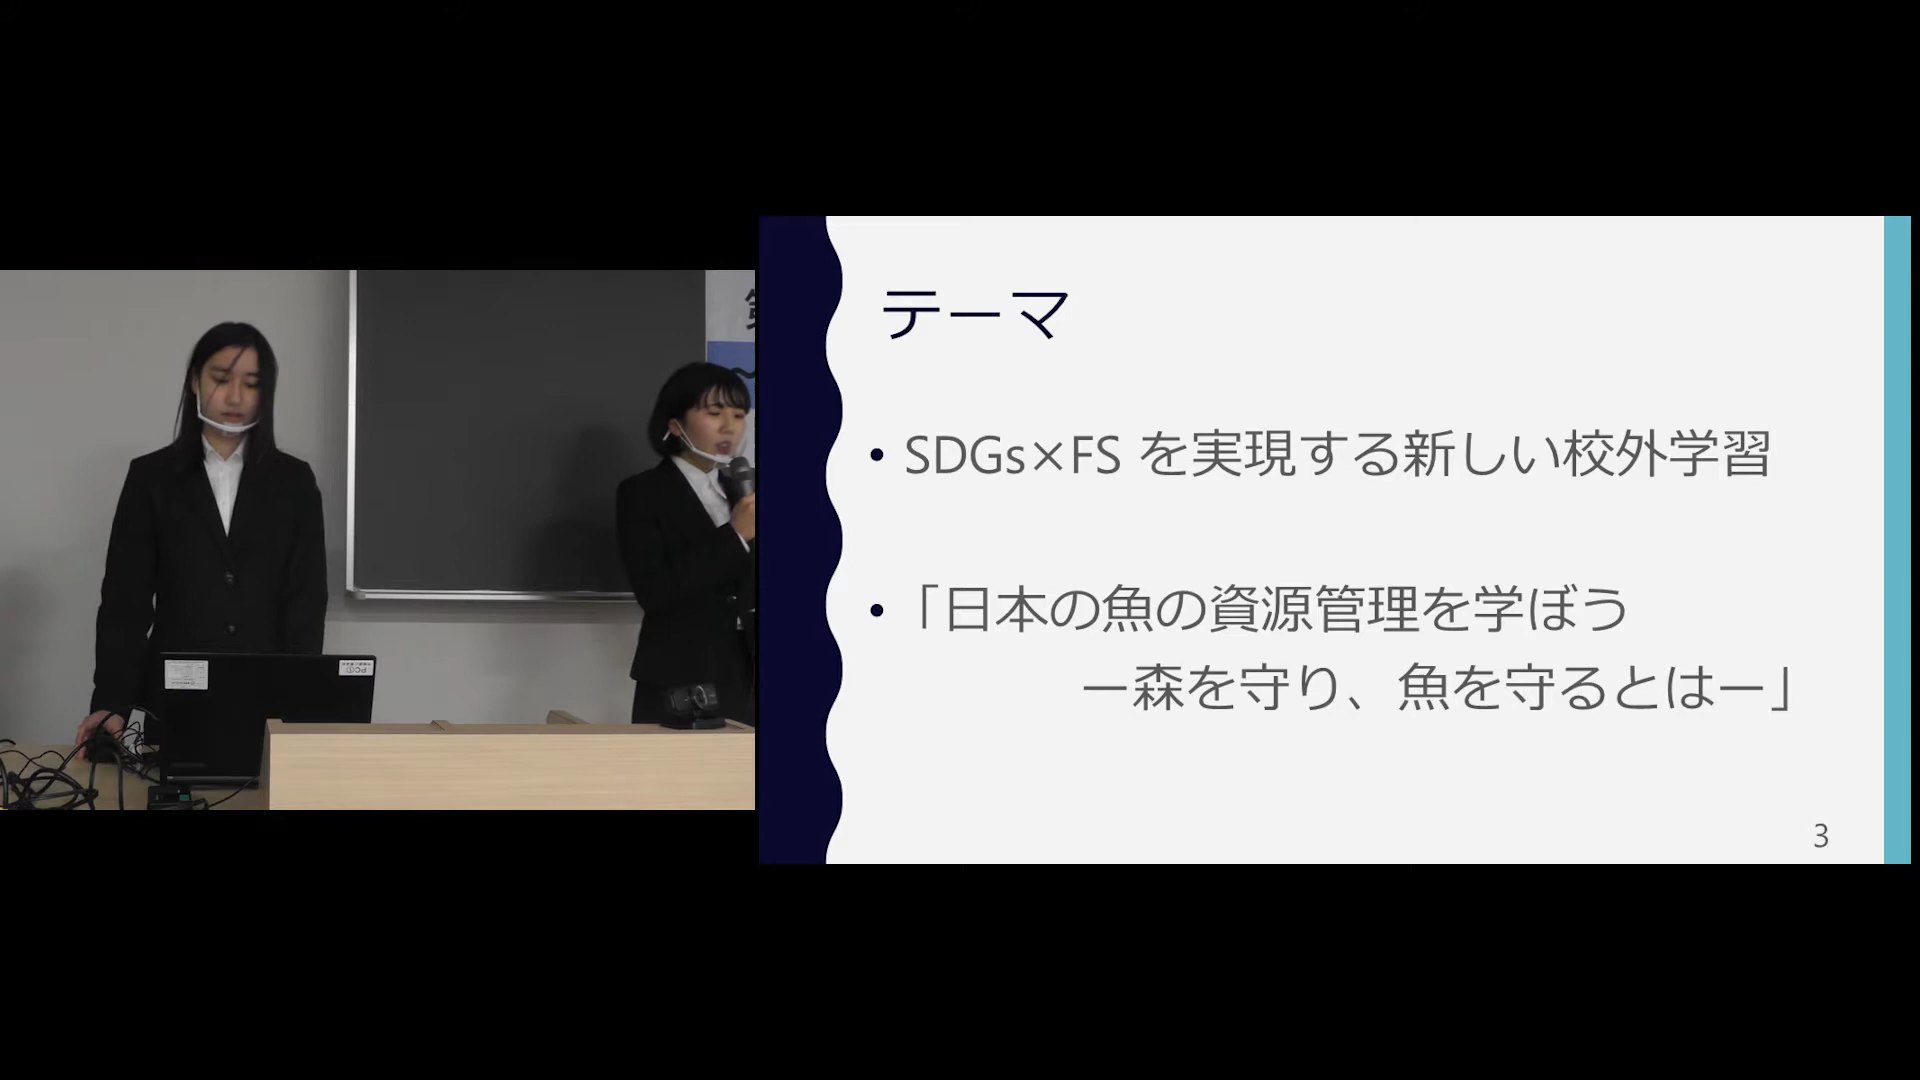 テーマ
• SDGs×FS を実現する新しい校外学習
• 「日本の魚の資源管理を学ぼう
ー森を守り、魚を守るとはー」
3
PC①